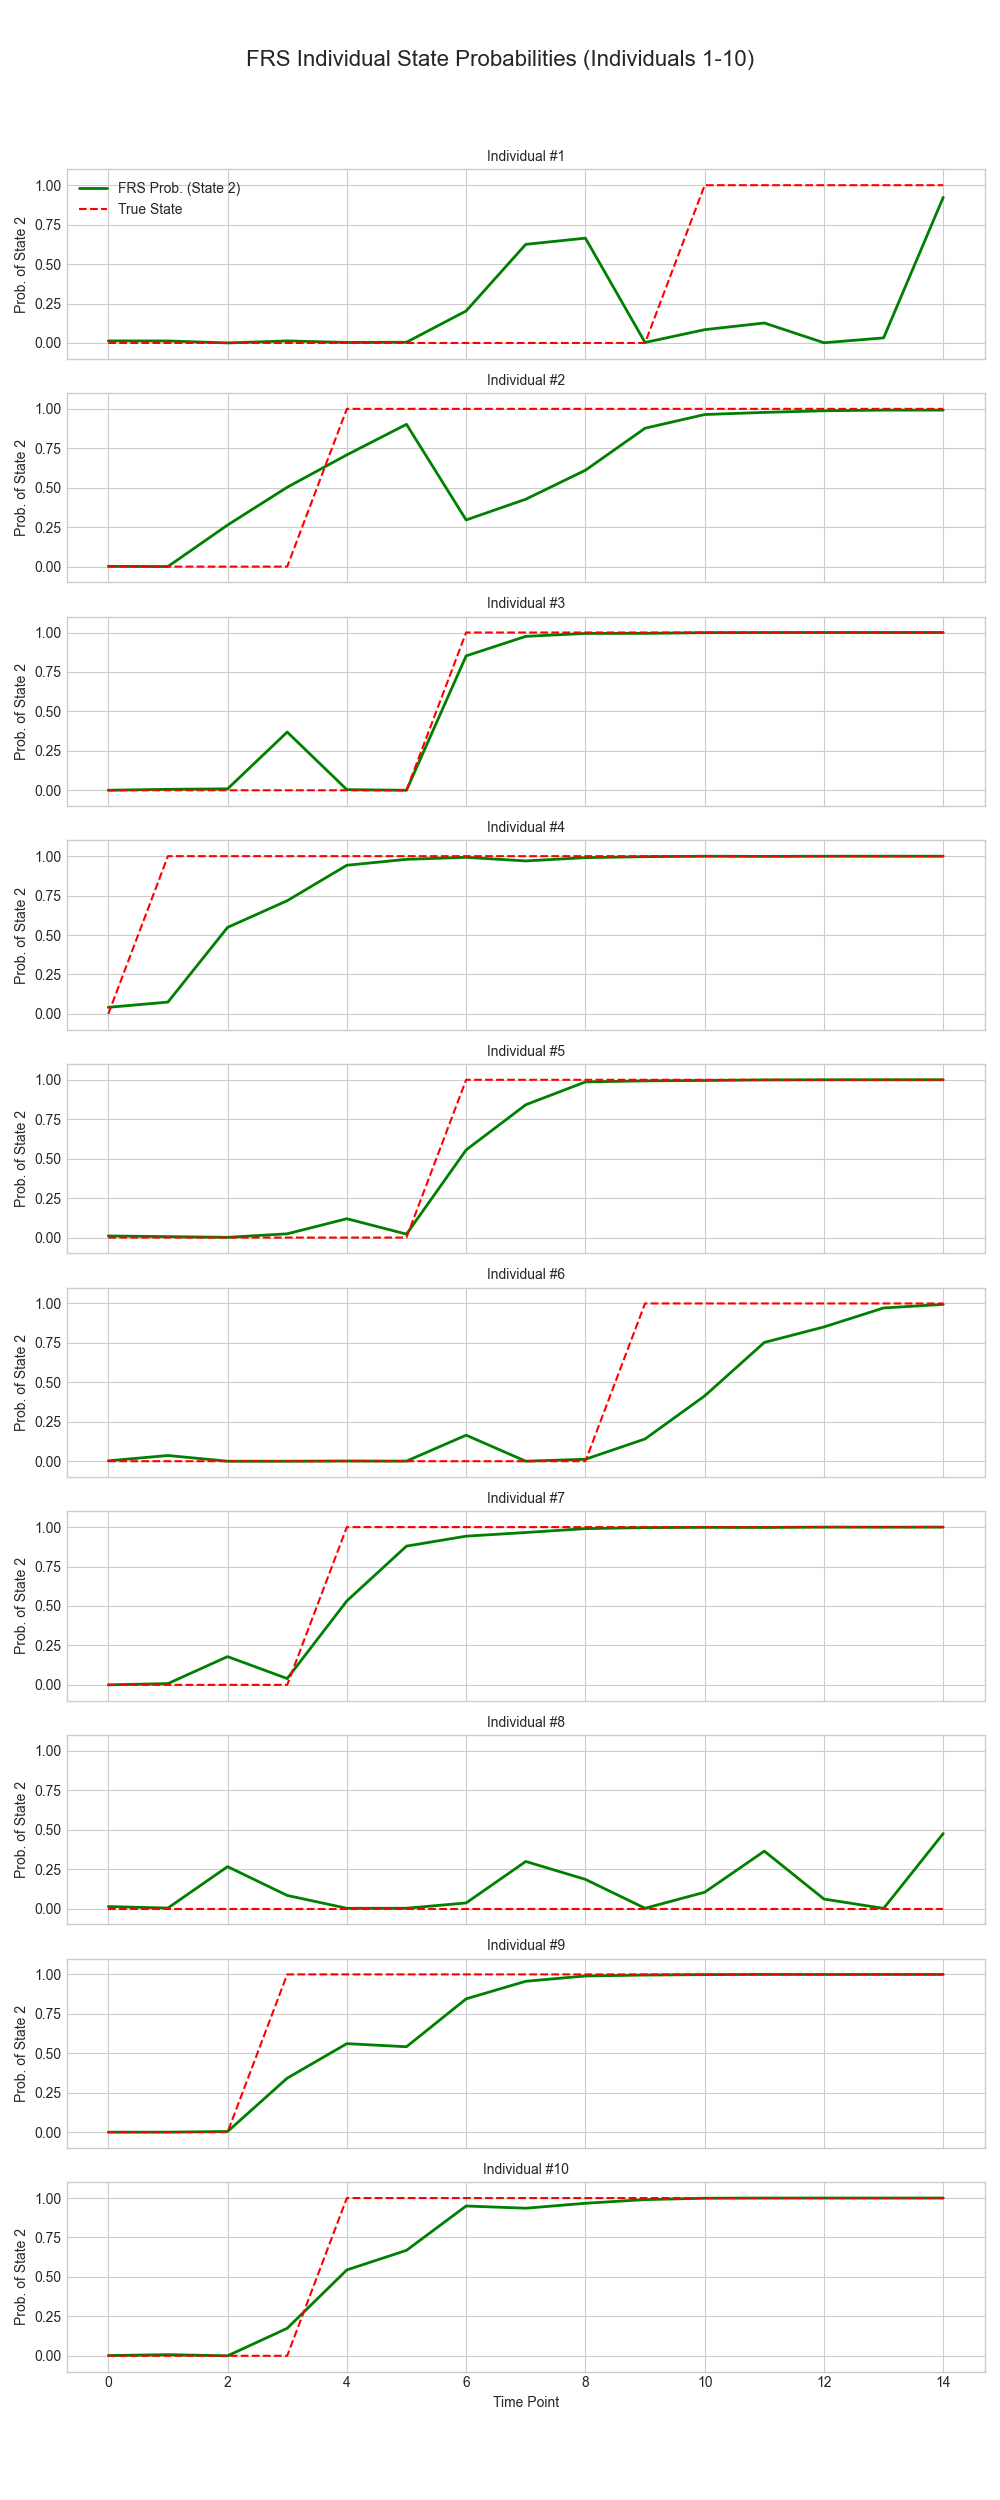 FRS Individual State Probabilities (Individuals 1-10)
Individual #1
FRS Prob. (State 2)
True State
Prob. of State 2
1.00
0.75
0.50
0.25
0.00
Individual #2
Prob. of State 2
1.00
0.75
0.50
0.25
0.00
Individual #3
Prob. of State 2
1.00
0.75
0.50
0.25
0.00
Individual #4
Prob. of State 2
1.00
0.75
0.50
0.25
0.00
Individual #5
Prob. of State 2
1.00
0.75
0.50
0.25
0.00
Individual #6
Prob. of State 2
1.00
0.75
0.50
0.25
0.00
Individual #7
Prob. of State 2
1.00
0.75
0.50
0.25
0.00
Individual #8
Prob. of State 2
1.00
0.75
0.50
0.25
0.00
Individual #9
Prob. of State 2
1.00
0.75
0.50
0.25
0.00
Individual #10
Prob. of State 2
1.00
0.75
0.50
0.25
0.00
0 2 4 6 8 10 12 14
Time Point